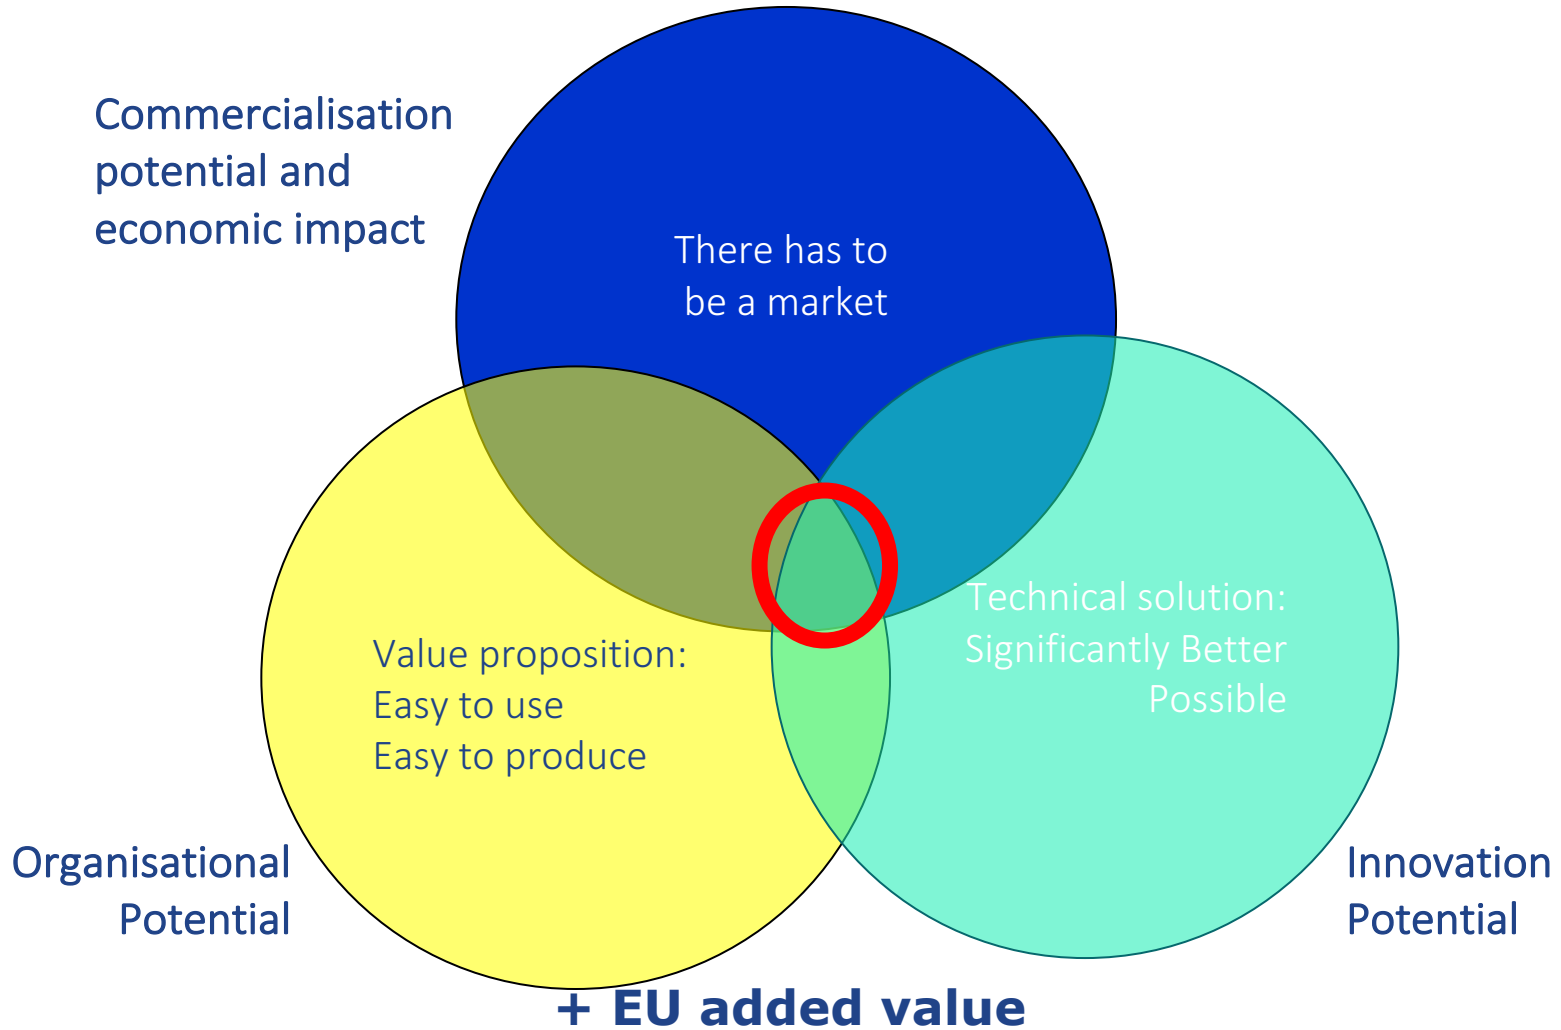 Commercialisation
potential and
economic impact
There has to
be a market
Technical solution:
Significantly Better
Possible
Value proposition:
Easy to use
Easy to produce
Organisational
Potential
Innovation
Potential
+ EU added value